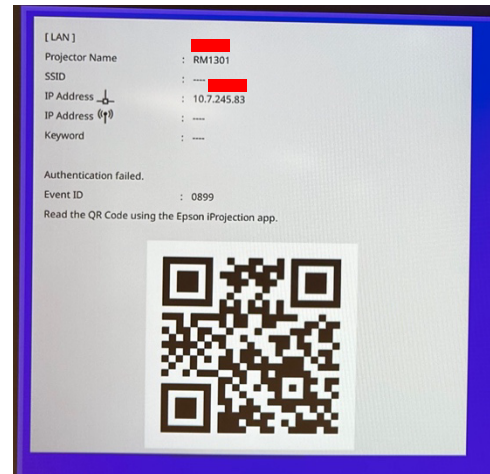 [ LAN ]
Projector Name : RM1301
SSID : ----
IP Address : 10.7.245.83
IP Address : ----
Keyword : ----
Authentication failed.
Event ID : 0899
Read the QR Code using the Epson iProjection app.